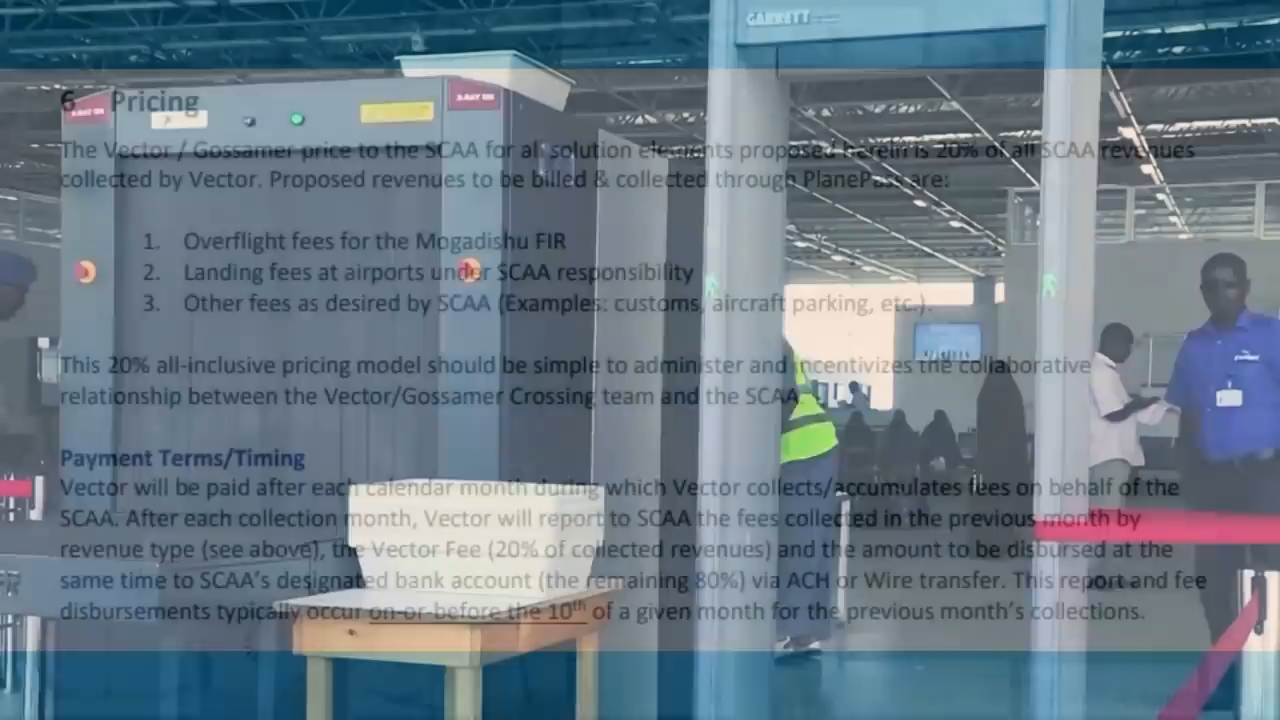 GARRETT
X-RAY ON
X-RAY ON
6 Pricing
The Vector / Gossamer price to the SCAA for all solution elements proposed herein is 20% of all SCAA revenues
collected by Vector. Proposed revenues to be billed & collected through PlanePass are:
1. Overflight fees for the Mogadishu FIR
2. Landing fees at airports under SCAA responsibility
3. Other fees as desired by SCAA (Examples: customs, aircraft parking, etc.).
This 20% all-inclusive pricing model should be simple to administer and incentivizes the collaborative
relationship between the Vector/Gossamer Crossing team and the SCAA.
Payment Terms/Timing
Vector will be paid after each calendar month during which Vector collects/accumulates fees on behalf of the
SCAA. After each collection month, Vector will report to SCAA the fees collected in the previous month by
revenue type (see above), the Vector Fee (20% of collected revenues) and the amount to be disbursed at the
same time to SCAA's designated bank account (the remaining 80%) via ACH or Wire transfer. This report and fee
disbursements typically occur on-or-before the 10th of a given month for the previous month's collections.